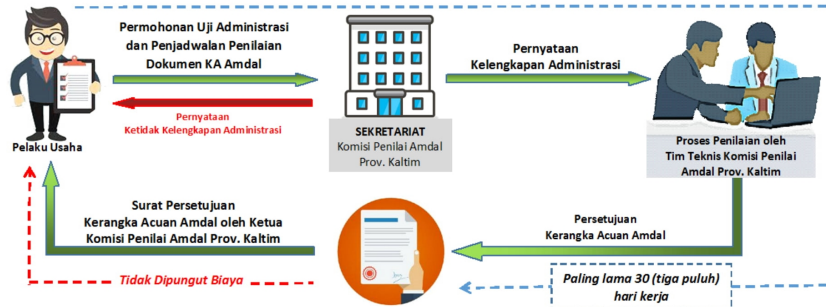 Permohonan Uji Administrasi
dan Penjadwalan Penilaian
Dokumen KA Amdal
Pernyataan
Ketidak Kelengkapan Administrasi
Pelaku Usaha
SEKRETARIAT
Komisi Penilai Amdal
Prov. Kaltim
Pernyataan
Kelengkapan Administrasi
Proses Penilaian oleh
Tim Teknis Komisi Penilai
Amdal Prov. Kaltim
Surat Persetujuan
Kerangka Acuan Amdal oleh Ketua
Komisi Penilai Amdal Prov. Kaltim
Persetujuan
Kerangka Acuan Amdal
Tidak Dipungut Biaya
Paling lama 30 (tiga puluh)
hari kerja